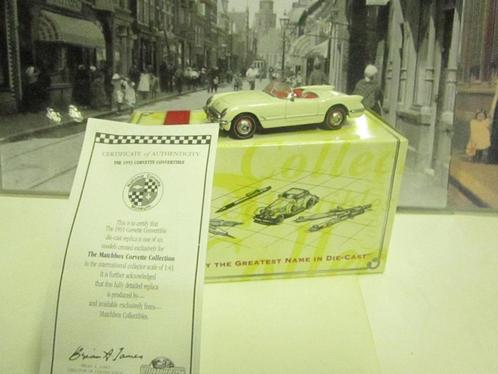 CERTIFICATE of AUTHENTICITY
THE 1953 CORVETTE CONVERTIBLE
This is to certify that
The 1953 Corvette Convertible
die-cast replica is one of six
models created exclusively for
The Matchbox Corvette Collection
in the international collector scale of 1:43.
It is further acknowledged
that this fully detailed replica
is produced by—
and available exclusively from—
Matchbox Collectibles.
Collec
Y THE GREATEST NAME IN DIE-CAST